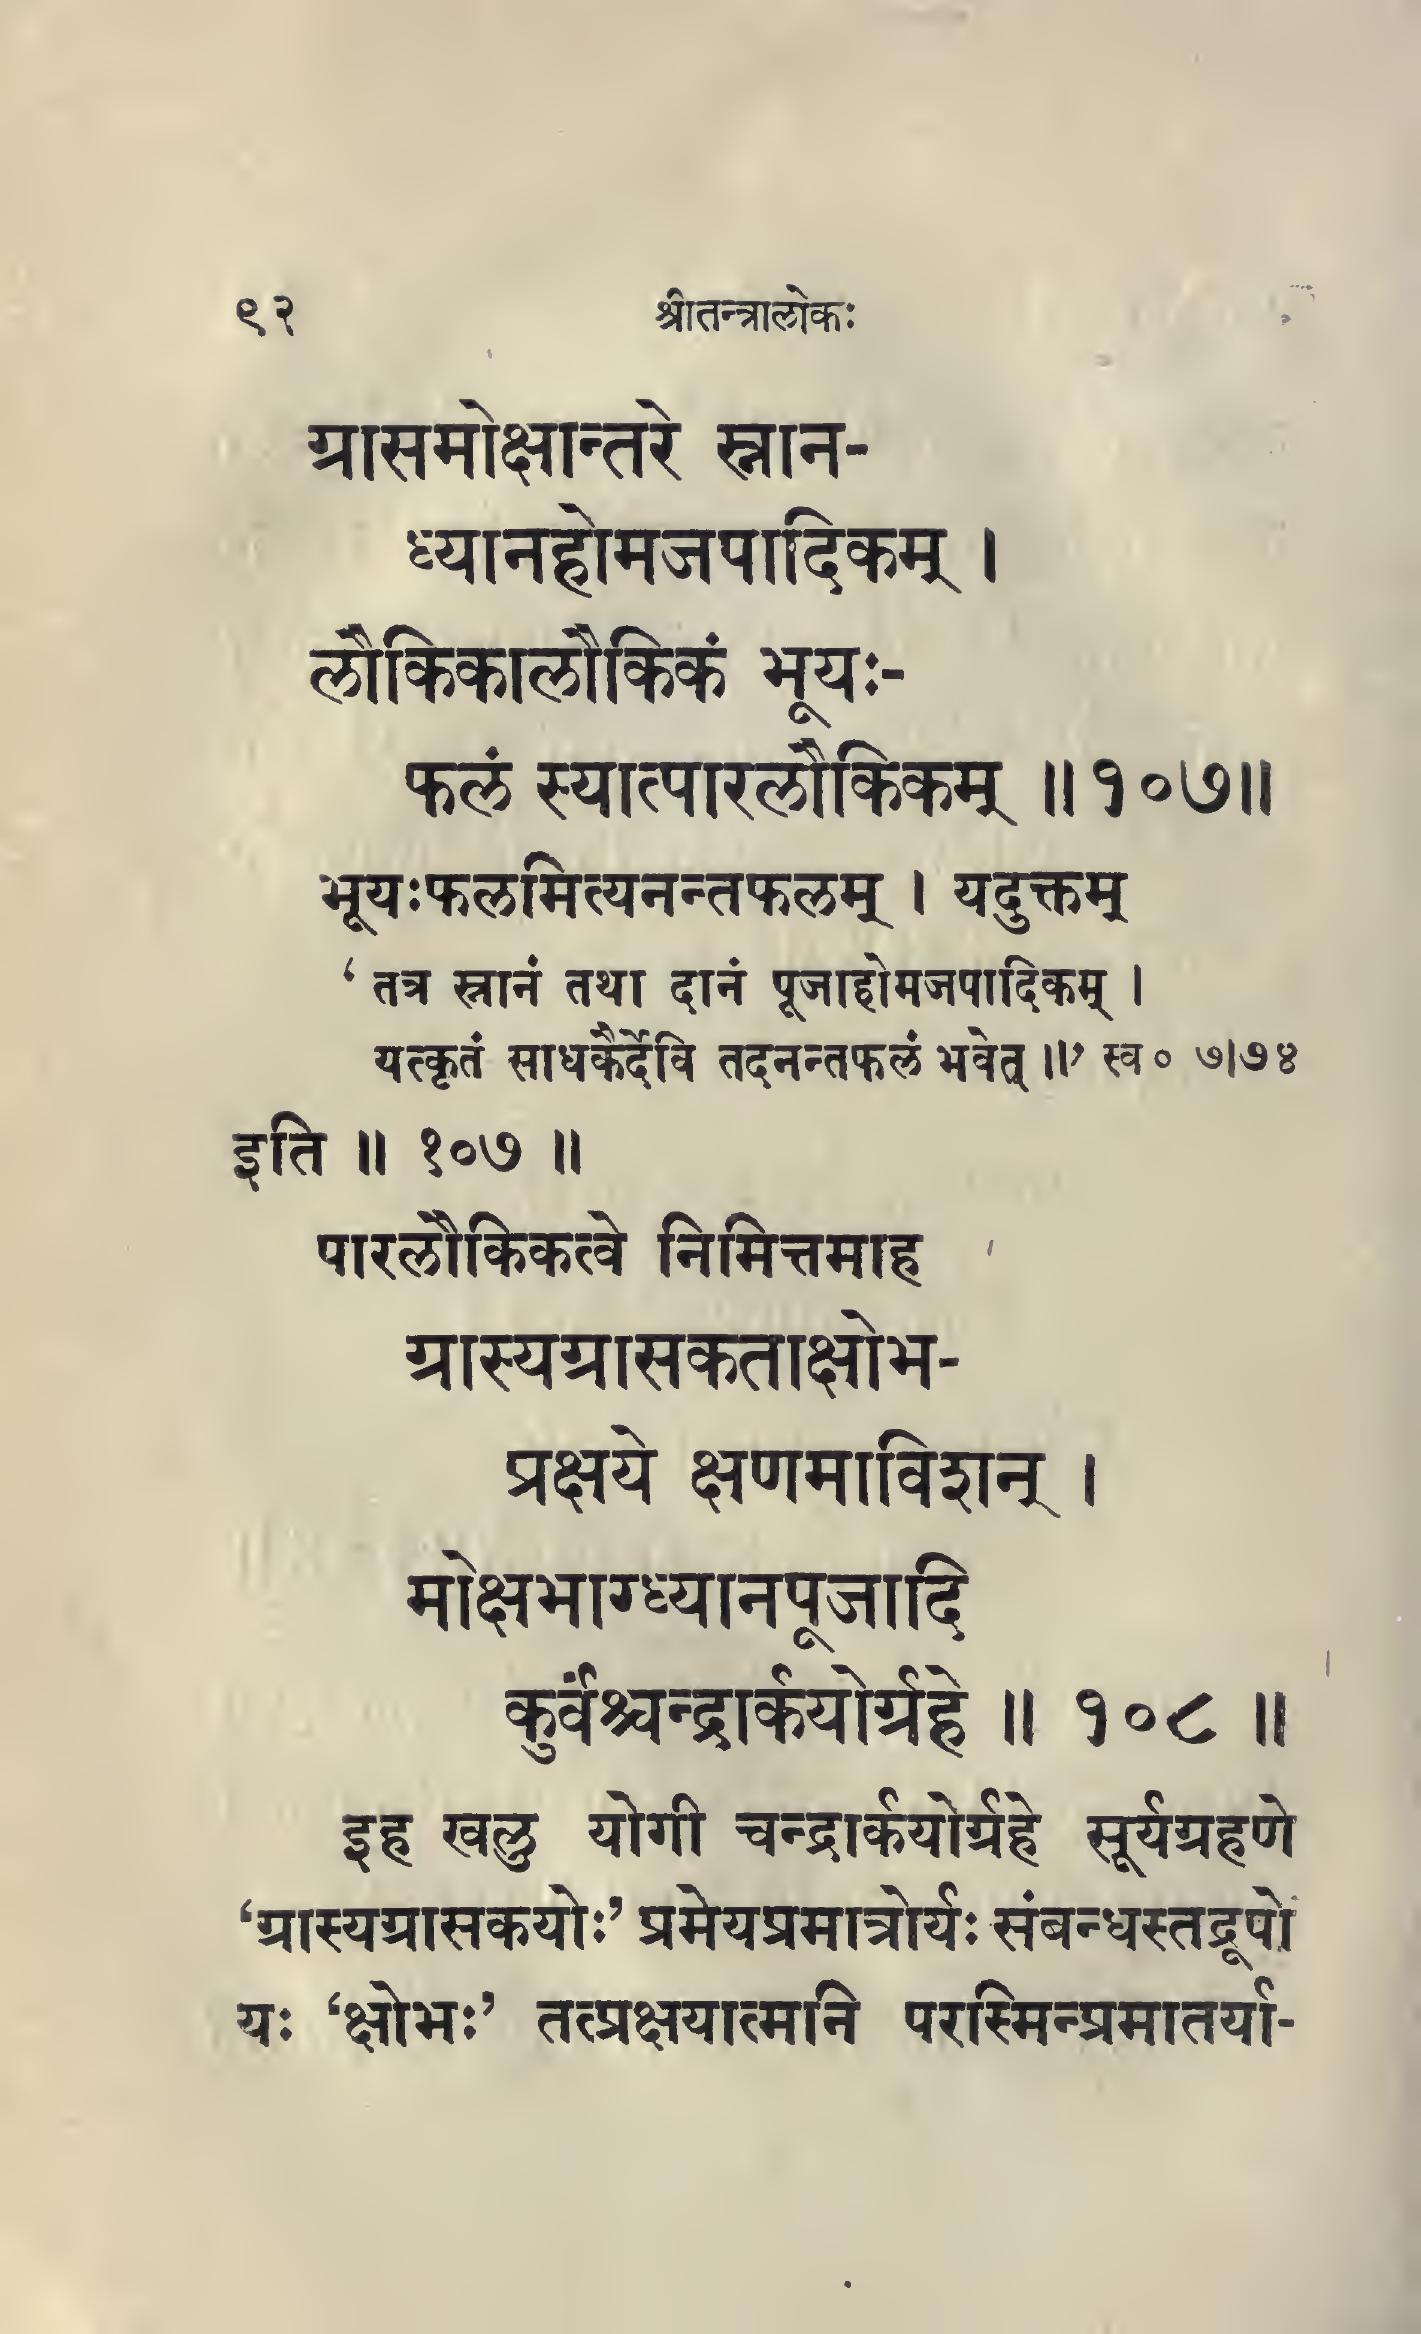 ९२ श्रीतन्त्रालोकः
ग्रासमोक्षान्तरे स्नान-
ध्यानहोमजपादिकम् ।
लौकिकालौकिकं भूयः-
फलं स्यात्पारलौकिकम् ॥१०७॥
भूयःफलमित्यनन्तफलम् । यदुक्तम्
‘ तत्र स्नानं तथा दानं पूजाहोमजपादिकम् ।
यत्कृतं साधकैर्देवि तदनन्तफलं भवेत् ॥’ स्व० ७।७४
इति ॥ १०७ ॥
पारलौकिकत्वे निमित्तमाह
ग्रास्यग्रासकताक्षोभ-
प्रक्षये क्षणमाविशन् ।
मोक्षभाग्ध्यानपूजादि
कुर्वंश्चन्द्रार्कयोर्ग्रहे ॥ १०८ ॥
इह खलु योगी चन्द्रार्कयोर्ग्रहे सूर्यग्रहणे
‘ग्रास्यग्रासकयोः’ प्रमेयप्रमात्रोर्यः संबन्धस्तद्रूपो
यः ‘क्षोभः’ तत्प्रक्षयात्मनि परस्मिन्प्रमातर्या-